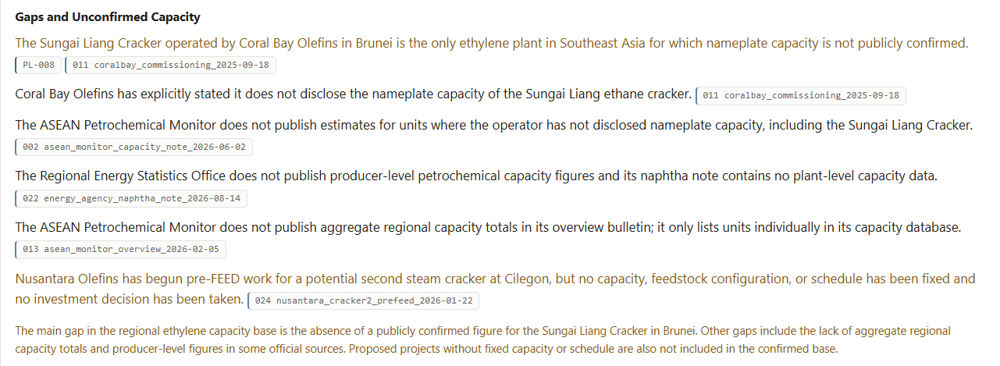 Gaps and Unconfirmed Capacity
The Sungai Liang Cracker operated by Coral Bay Olefins in Brunei is the only ethylene plant in Southeast Asia for which nameplate capacity is not publicly confirmed.
PL-008 011 coralbay_commissioning_2025-09-18
Coral Bay Olefins has explicitly stated it does not disclose the nameplate capacity of the Sungai Liang ethane cracker. 011 coralbay_commissioning_2025-09-18
The ASEAN Petrochemical Monitor does not publish estimates for units where the operator has not disclosed nameplate capacity, including the Sungai Liang Cracker.
002 asean_monitor_capacity_note_2026-06-02
The Regional Energy Statistics Office does not publish producer-level petrochemical capacity figures and its naphtha note contains no plant-level capacity data.
022 energy_agency_naphtha_note_2026-08-14
The ASEAN Petrochemical Monitor does not publish aggregate regional capacity totals in its overview bulletin; it only lists units individually in its capacity database.
013 asean_monitor_overview_2026-02-05
Nusantara Olefins has begun pre-FEED work for a potential second steam cracker at Cilegon, but no capacity, feedstock configuration, or schedule has been fixed and
no investment decision has been taken. 024 nusantara_cracker2_prefeed_2026-01-22
The main gap in the regional ethylene capacity base is the absence of a publicly confirmed figure for the Sungai Liang Cracker in Brunei. Other gaps include the lack of aggregate regional
capacity totals and producer-level figures in some official sources. Proposed projects without fixed capacity or schedule are also not included in the confirmed base.